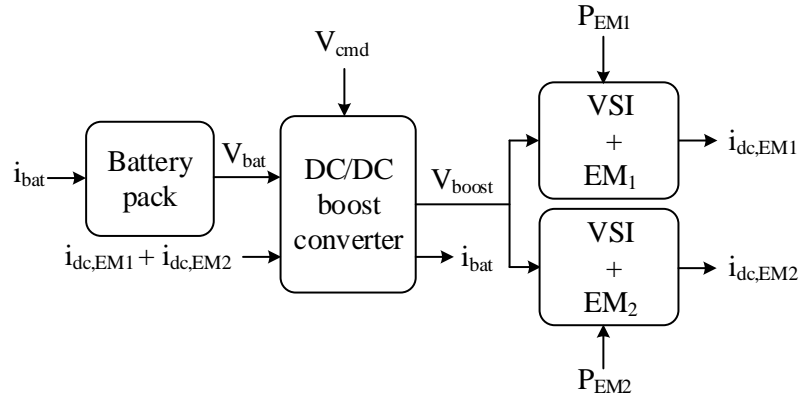 P_EM1
V_cmd
VSI
+
EM_1
i_dc,EM1
Battery
pack
i_bat
V_bat
DC/DC
boost
converter
V_boost
i_dc,EM1 + i_dc,EM2
i_bat
VSI
+
EM_2
i_dc,EM2
P_EM2